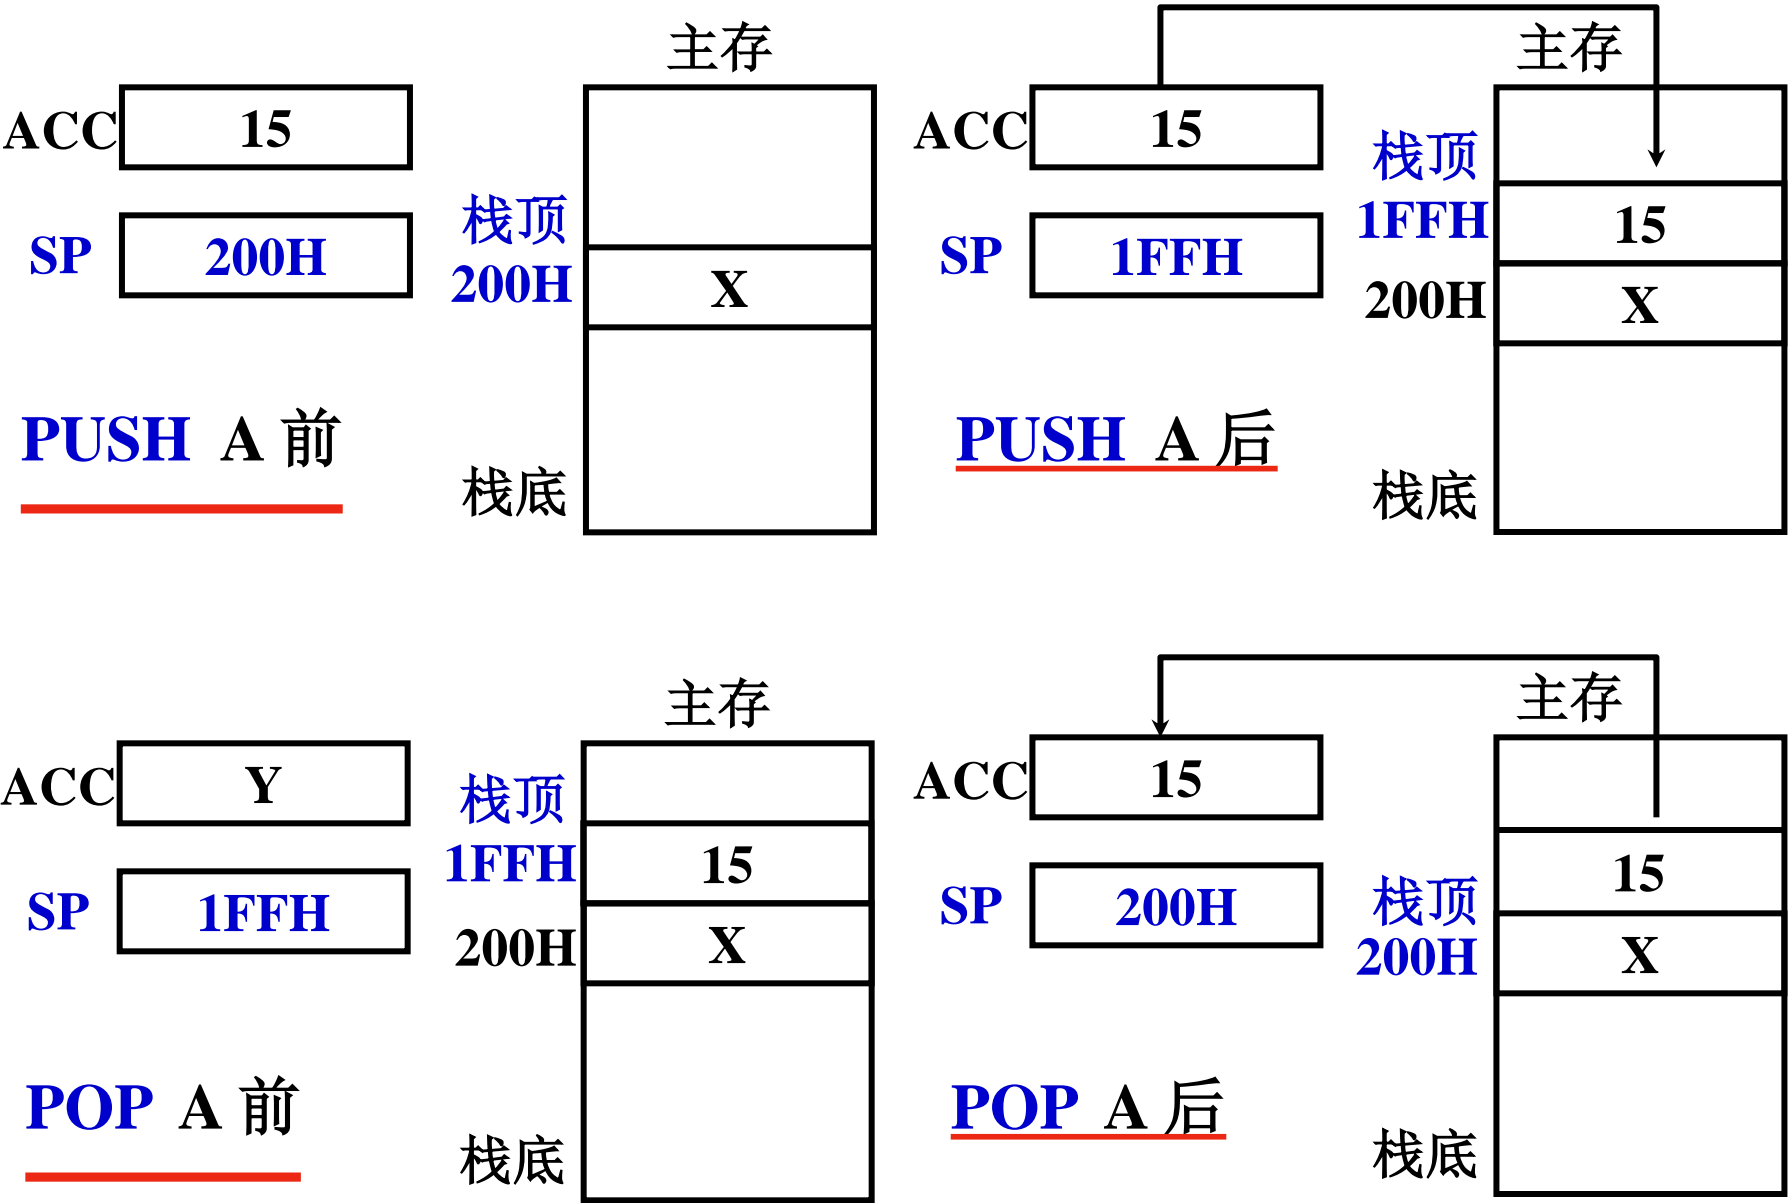 主存
ACC 15
栈顶
SP 200H
200H X
PUSH A 前
栈底
主存
ACC 15
栈顶
1FFH 15
SP 1FFH
200H X
PUSH A 后
栈底
主存
ACC Y
栈顶
1FFH 15
SP 1FFH
200H X
POP A 前
栈底
主存
ACC 15
15
SP 200H
栈顶
200H X
POP A 后
栈底